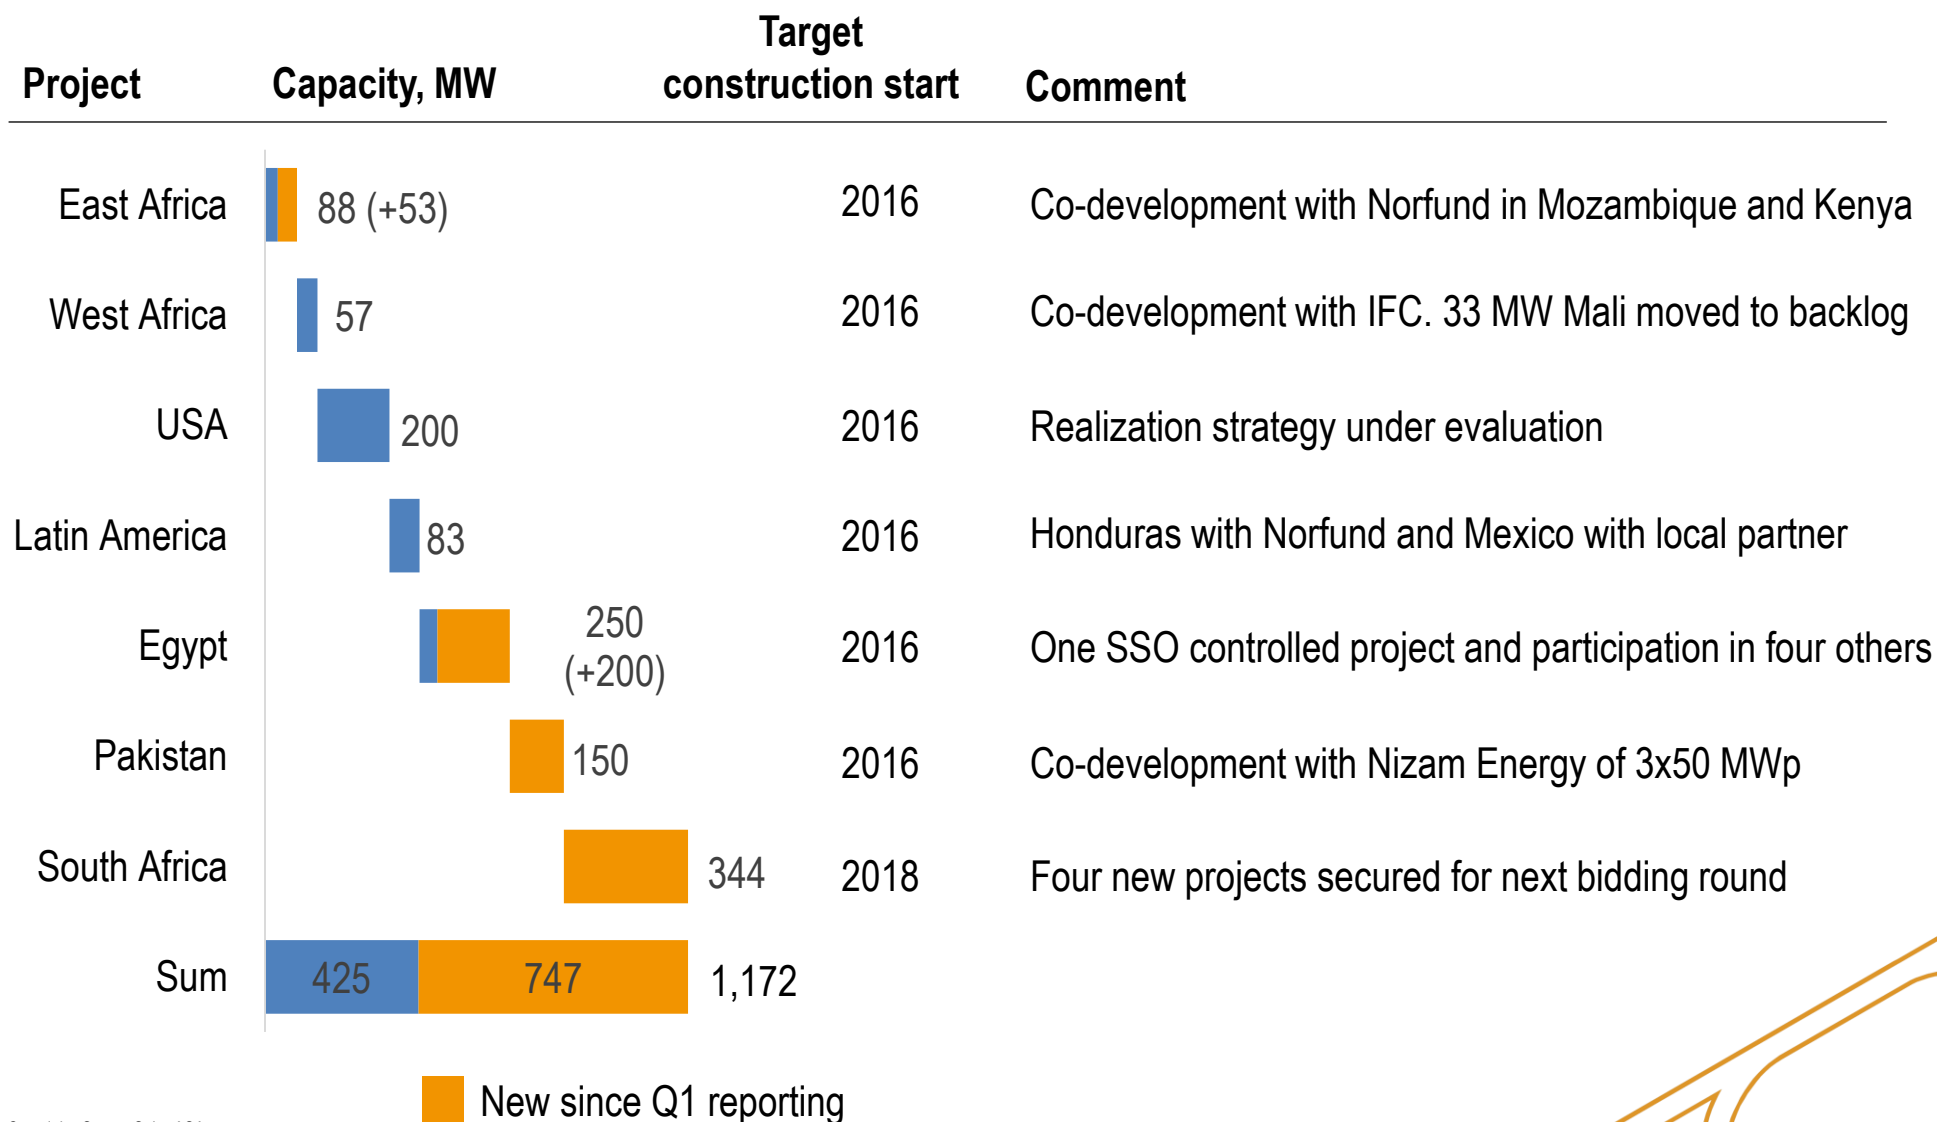 Target
Project Capacity, MW construction start Comment
East Africa 88 (+53) 2016 Co-development with Norfund in Mozambique and Kenya
West Africa 57 2016 Co-development with IFC. 33 MW Mali moved to backlog
USA 200 2016 Realization strategy under evaluation
Latin America 83 2016 Honduras with Norfund and Mexico with local partner
Egypt 250 (+200) 2016 One SSO controlled project and participation in four others
Pakistan 150 2016 Co-development with Nizam Energy of 3x50 MWp
South Africa 344 2018 Four new projects secured for next bidding round
Sum 425 747 1,172
New since Q1 reporting